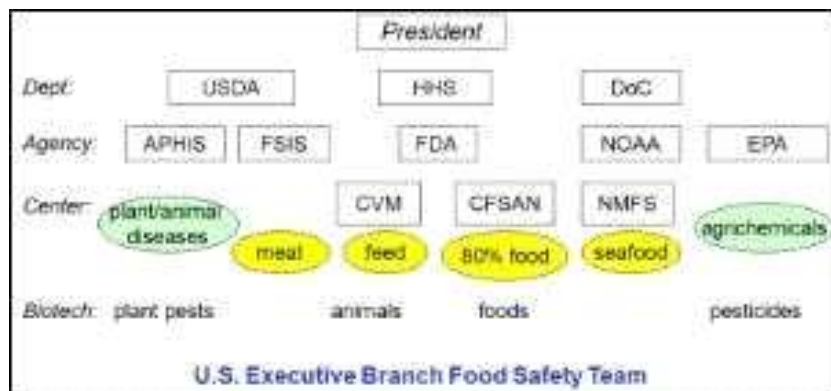 President
Dept: USDA HHS DoC
Agency: APHIS FSIS FDA NOAA EPA
Center: CVM CFSAN NMFS
plant/animal
diseases
agrichemicals
meat feed 80% food seafood
Biotech: plant pests animals foods pesticides
U.S. Executive Branch Food Safety Team